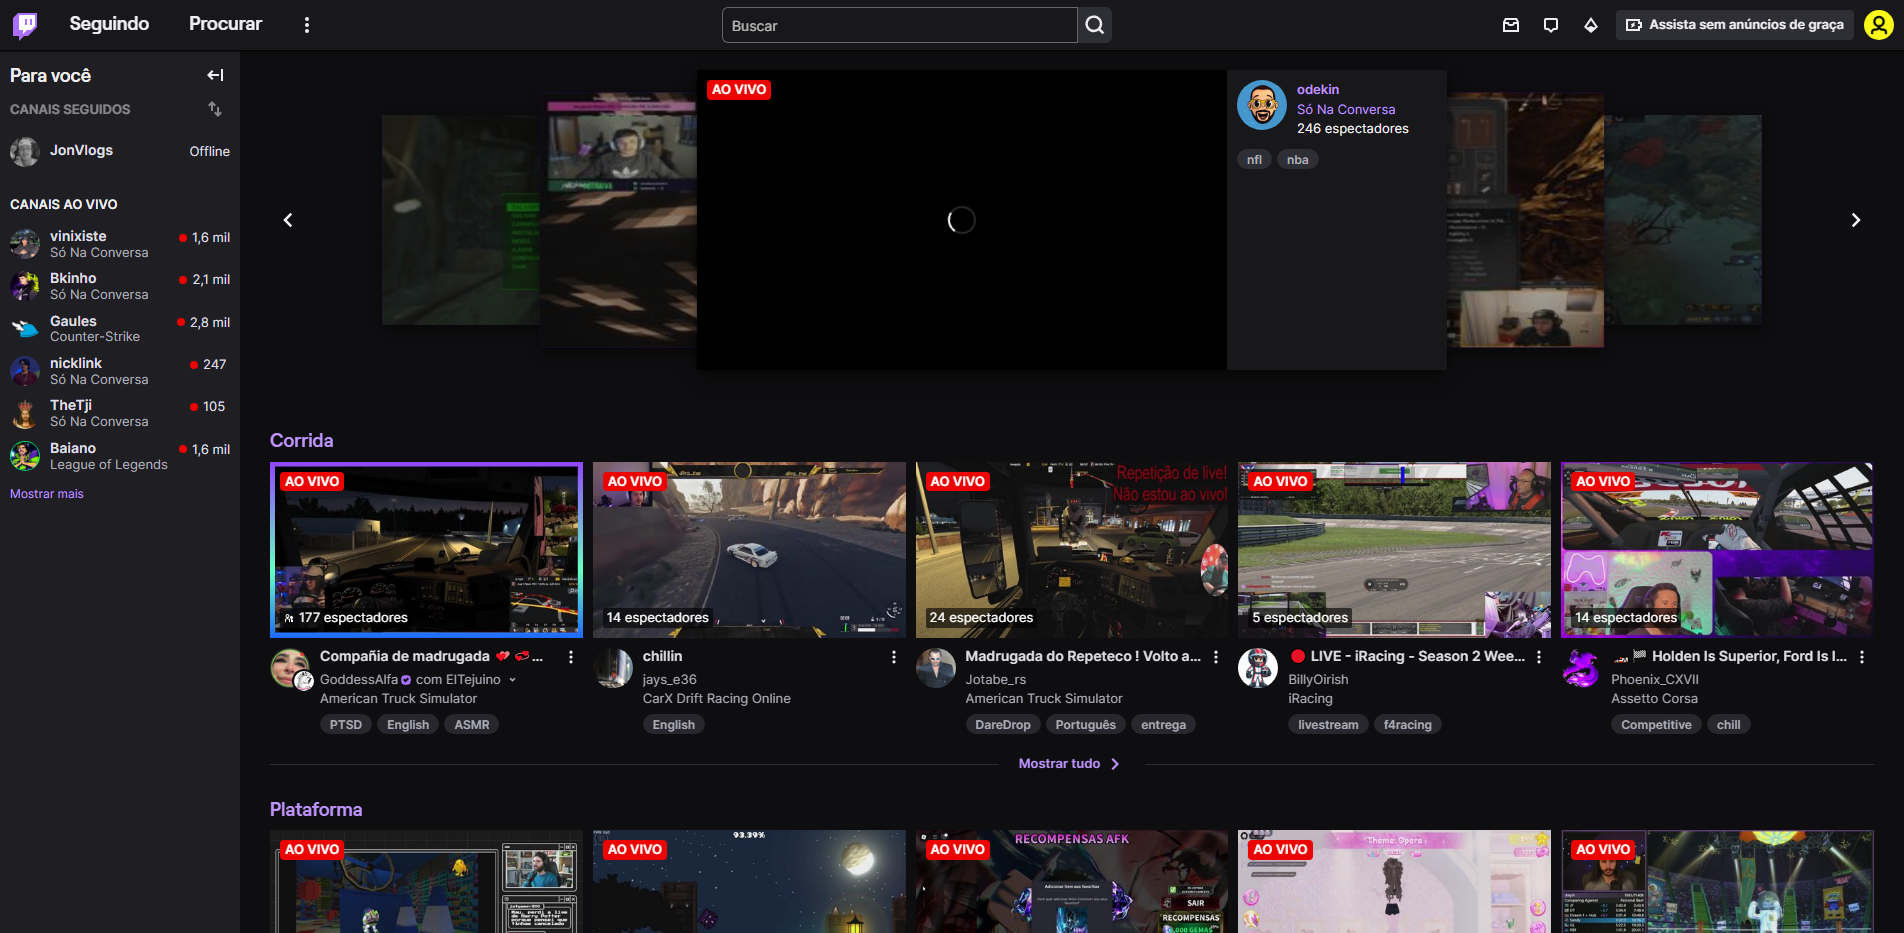 Seguindo
Procurar
Buscar
Assista sem anúncios de graça
Para você
CANAIS SEGUIDOS
JonVlogs
Offline
CANAIS AO VIVO
vinixiste
1,6 mil
Só Na Conversa
Bkinho
2,1 mil
Só Na Conversa
Gaules
2,8 mil
Counter-Strike
nicklink
247
Só Na Conversa
TheTji
105
Só Na Conversa
Baiano
1,6 mil
League of Legends
Mostrar mais
AO VIVO
odekin
Só Na Conversa
246 espectadores
nfl
nba
Corrida
AO VIVO
177 espectadores
Compañia de madrugada ...
GoddessAlfa com ElTejuino
American Truck Simulator
PTSD
English
ASMR
AO VIVO
14 espectadores
chillin
jays_e36
CarX Drift Racing Online
English
AO VIVO
Repetição de live!
Não estou ao vivo!
24 espectadores
Madrugada do Repeteco ! Volto a...
Jotabe_rs
American Truck Simulator
DareDrop
Português
entrega
AO VIVO
5 espectadores
LIVE - iRacing - Season 2 Wee...
BillyOirish
iRacing
livestream
f4racing
AO VIVO
14 espectadores
Holden Is Superior, Ford Is I...
Phoenix_CXVII
Assetto Corsa
Competitive
chill
Mostrar tudo
Plataforma
AO VIVO
AO VIVO
93.39%
AO VIVO
RECOMPENSAS AFK
Adicionar item aos favoritos
SAIR
RECOMPENSAS
AO VIVO
Theme: Opera
AO VIVO